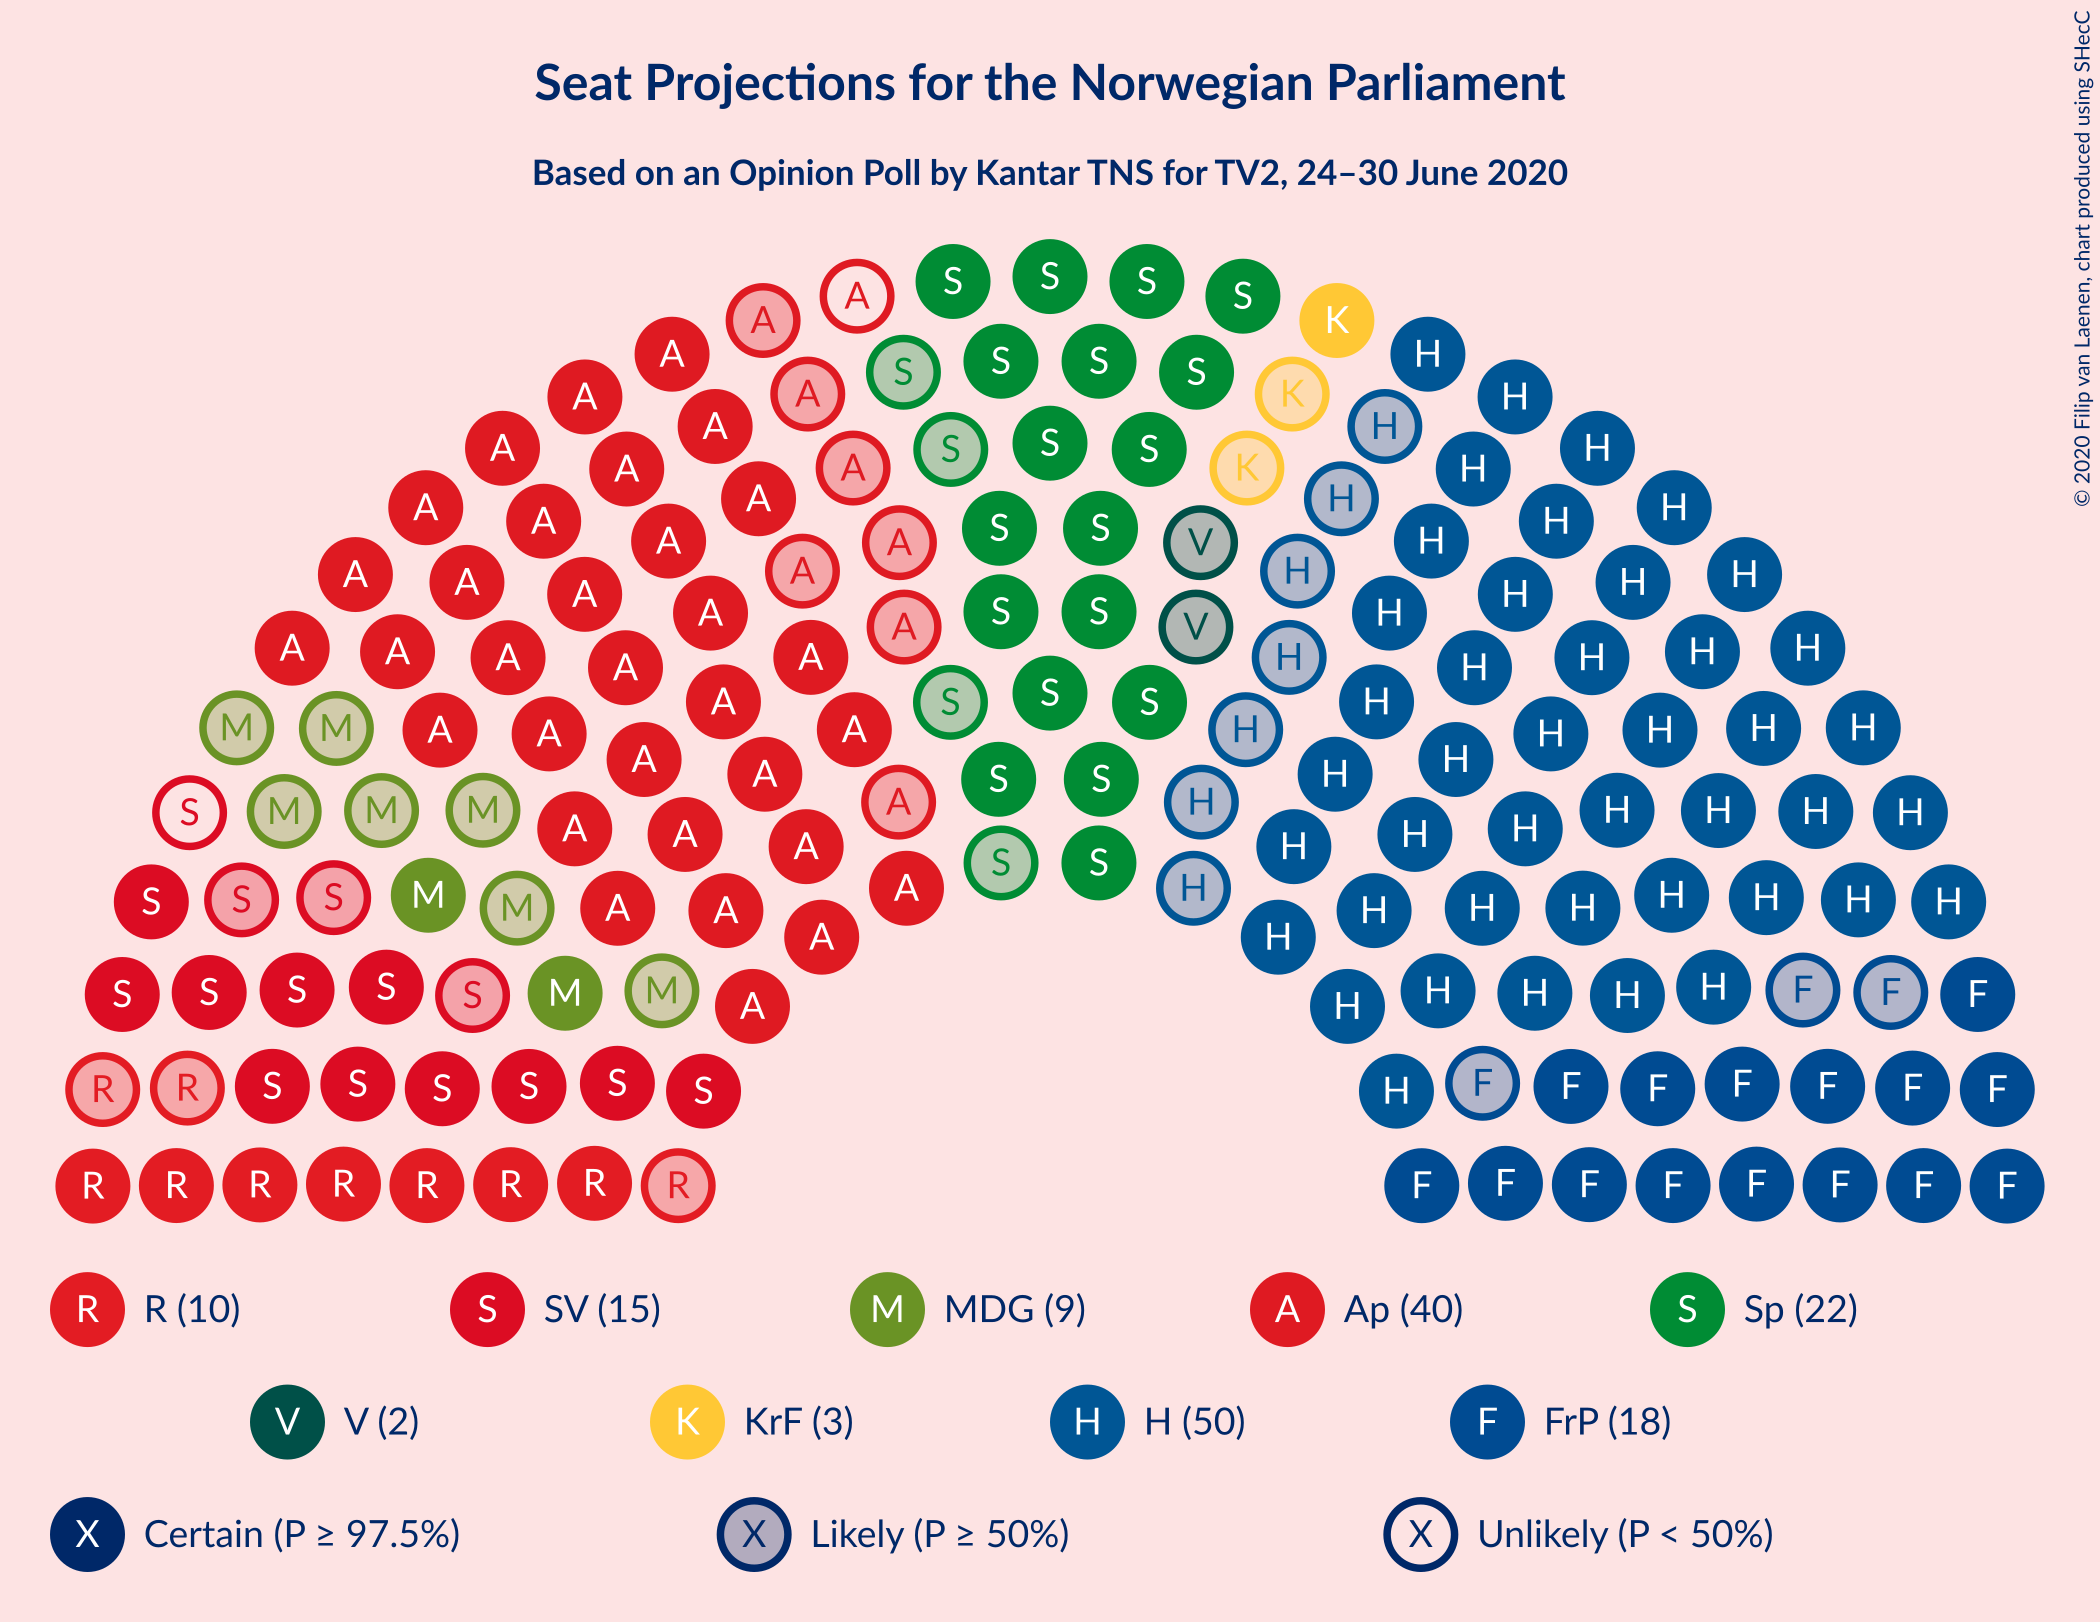 Seat Projections for the Norwegian Parliament
Based on an Opinion Poll by Kantar TNS for TV2, 24–30 June 2020
© 2020 Filip van Laenen, chart produced using SHecC
S S S S
A A K
A S S S S H
A A K H H
A A S S S K H H
A A A H H H
A A S S V H H
A A A H H H
A A S S V H H H
A A A A H H H H
A A A S S S H H H H
M M A A A A H H H H H H
A A S S H H
S M M M A A A A H H H H H H H H
S S S M M A A A S S H H H H H H H H
A H
S S S S S M M A H H H H H F F F
R R S S S S S S H F F F F F F F
R R R R R R R R F F F F F F F F
R R (10) S SV (15) M MDG (9) A Ap (40) S Sp (22)
V V (2) K KrF (3) H H (50) F FrP (18)
X Certain (P ≥ 97.5%) X Likely (P ≥ 50%) X Unlikely (P < 50%)